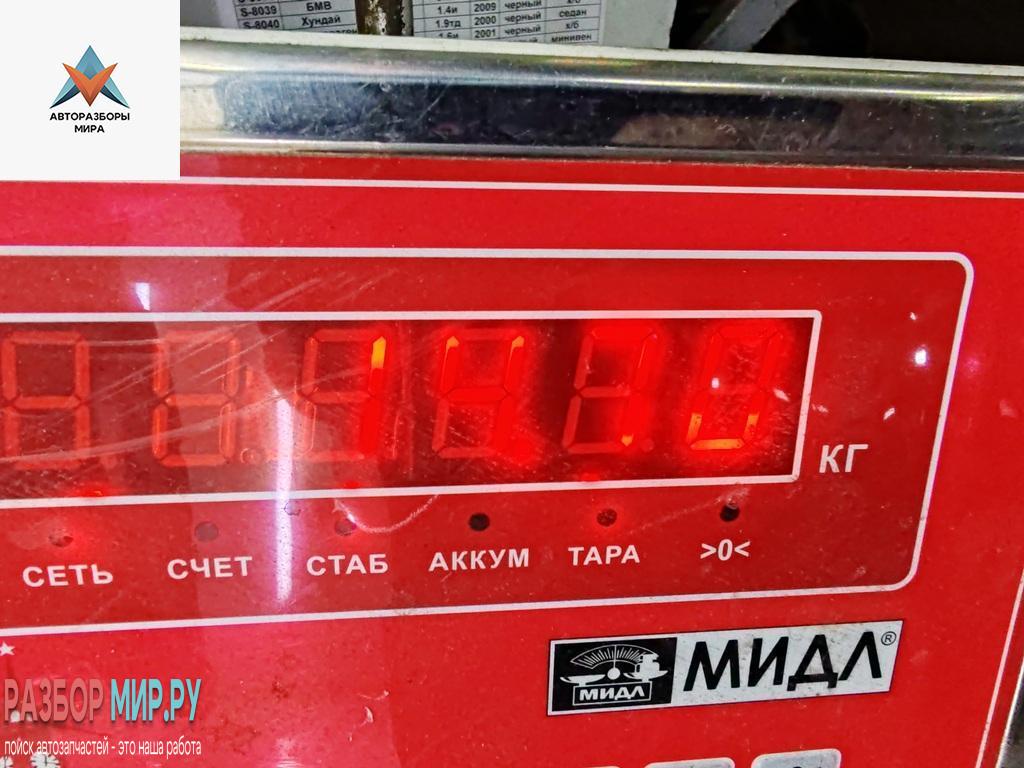 S-8039 БМВ 1.4и 2009 черный х/б
S-8040 Хундай 1.9тд 2000 черный седан
1.6и 2001 черный минивен
АВТОРАЗБОРЫ
МИРА
КГ
СЕТЬ СЧЕТ СТАБ АККУМ ТАРА >0<
МИДЛ МИДЛ®
РАЗБОР МИР.РУ
поиск автозапчастей - это наша работа